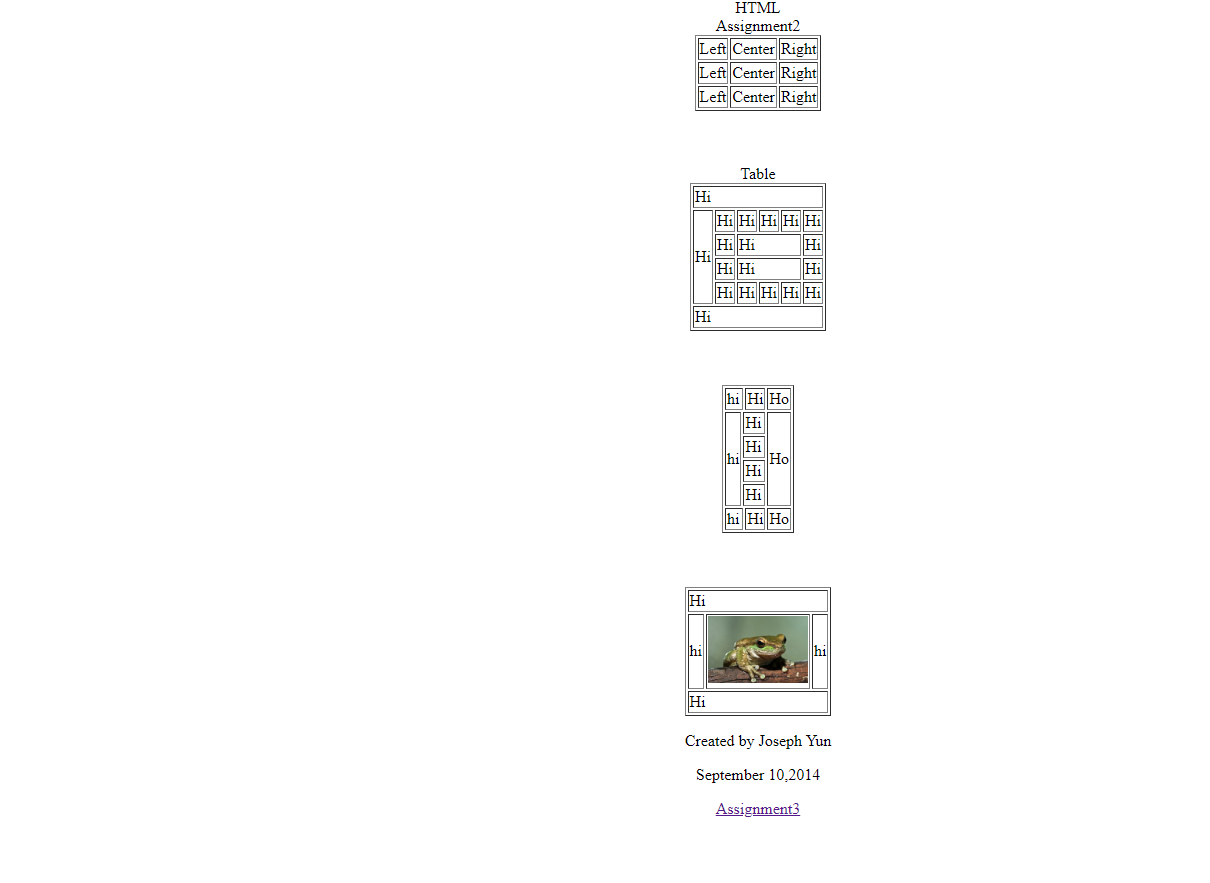 HTML
Assignment2
Left Center Right
Left Center Right
Left Center Right
Table
Hi
Hi Hi Hi Hi Hi
Hi Hi Hi
Hi
Hi Hi Hi
Hi Hi Hi Hi Hi
Hi
hi Hi Ho
Hi
Hi
hi Ho
Hi
Hi
hi Hi Ho
Hi
hi hi
Hi
Created by Joseph Yun
September 10,2014
Assignment3